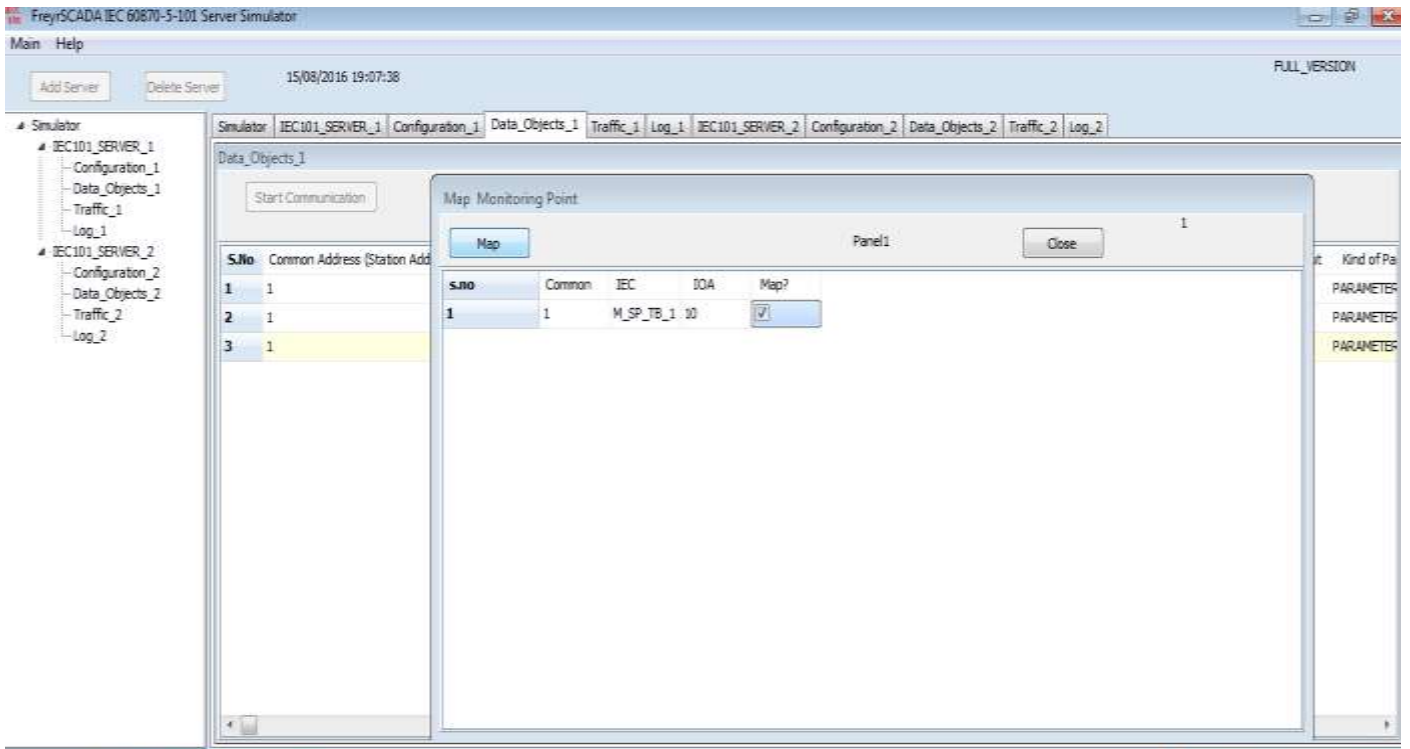 FreyrSCADA IEC 60870-5-101 Server Simulator
Main Help
Add Server Delete Server 15/08/2016 19:07:38 FULL_VERSION
Simulator
IEC101_SERVER_1
Configuration_1
Data_Objects_1
Traffic_1
Log_1
IEC101_SERVER_2
Configuration_2
Data_Objects_2
Traffic_2
Log_2
Simulator IEC101_SERVER_1 Configuration_1 Data_Objects_1 Traffic_1 Log_1 IEC101_SERVER_2 Configuration_2 Data_Objects_2 Traffic_2 Log_2
Data_Objects_1
Start Communication
S.No Common Address (Station Add
1 1
2 1
3 1
Map Monitoring Point
Map Panel1 Close 1
s.no Common IEC IOA Map?
1 1 M_SP_TB_1 10
Kind of Pa
PARAMETER
PARAMETER
PARAMETER